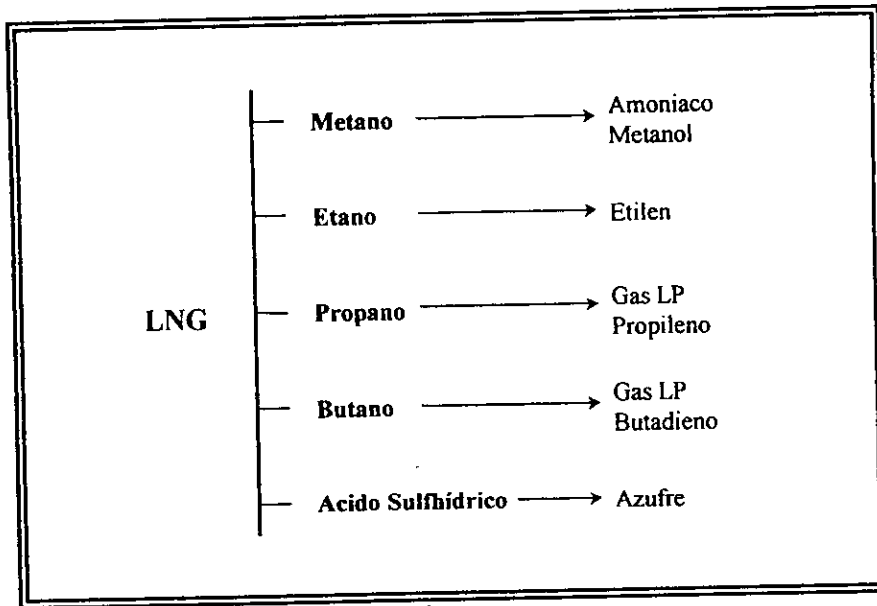 LNG
Metano
Amoniaco
Metanol
Etano
Etilen
Propano
Gas LP
Propileno
Butano
Gas LP
Butadieno
Acido Sulfhídrico
Azufre